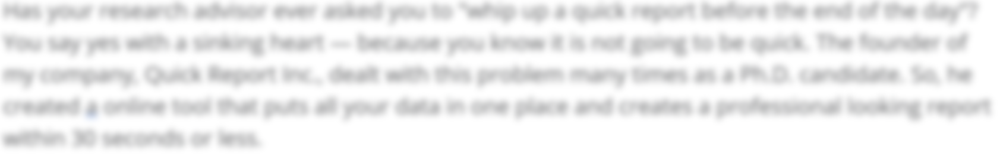 Has your research advisor ever asked you to "whip up a quick report before the end of the day"?
You say yes with a sinking heart — because you know it is not going to be quick. The founder of
my company, Quick Report Inc., dealt with this problem many times as a Ph.D. candidate. So, he
created a online tool that puts all your data in one place and creates a professional looking report
within 30 seconds or less.